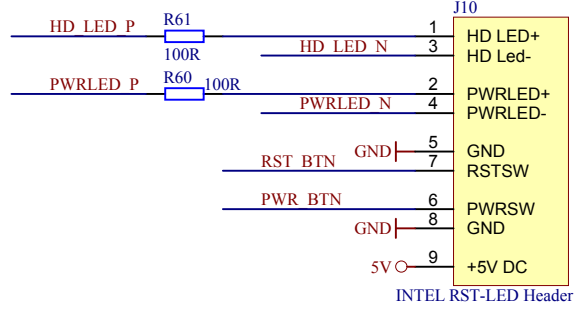 J10
HD_LED_P R61 1 HD LED+
100R HD_LED_N 3 HD Led-
PWRLED_P R60 100R 2 PWRLED+
PWRLED_N 4 PWRLED-
GND 5 GND
RST_BTN 7 RSTSW
PWR_BTN 6 PWRSW
GND 8 GND
5V 9 +5V DC
INTEL RST-LED Header